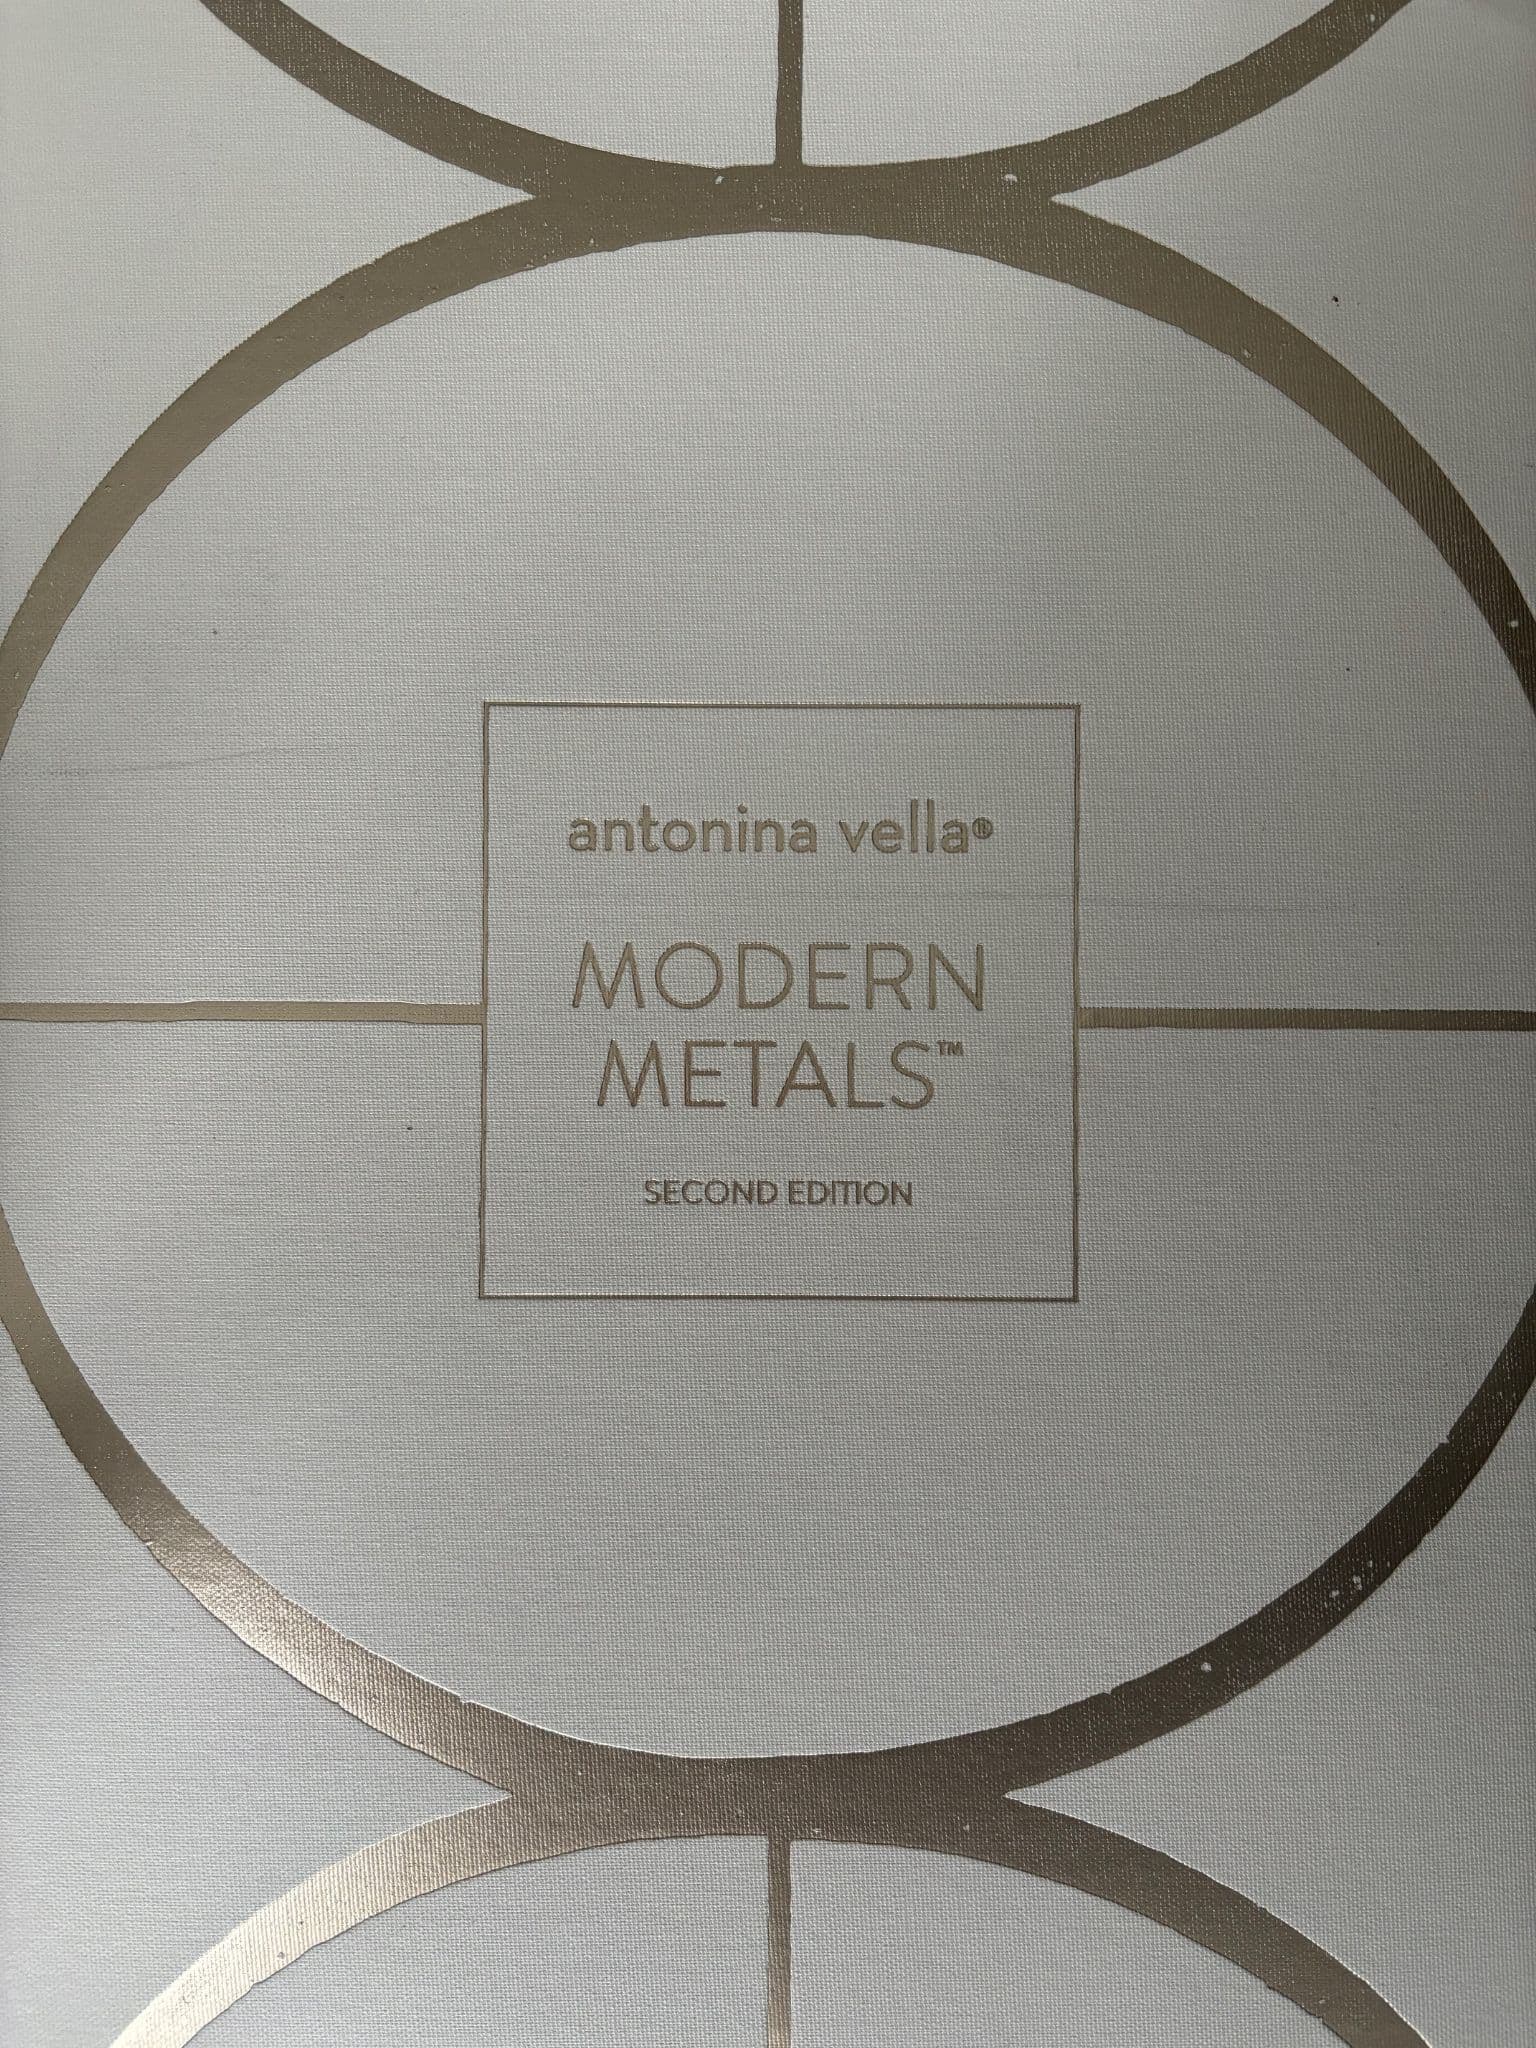 antonina vella®
MODERN
METALS™
SECOND EDITION